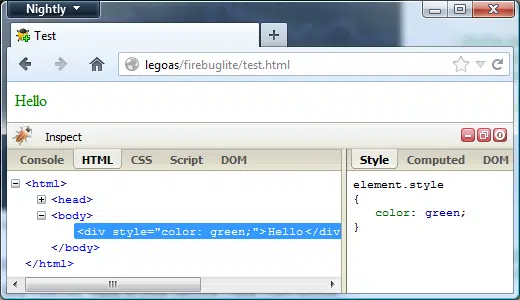 Nightly
Test
legoas/firebuglite/test.html
Hello
Inspect
Console HTML CSS Script DOM
Style Computed DOM
<html>
<head>
<body>
<div style="color: green;">Hello</div
</body>
</html>
element.style
{
color: green;
}